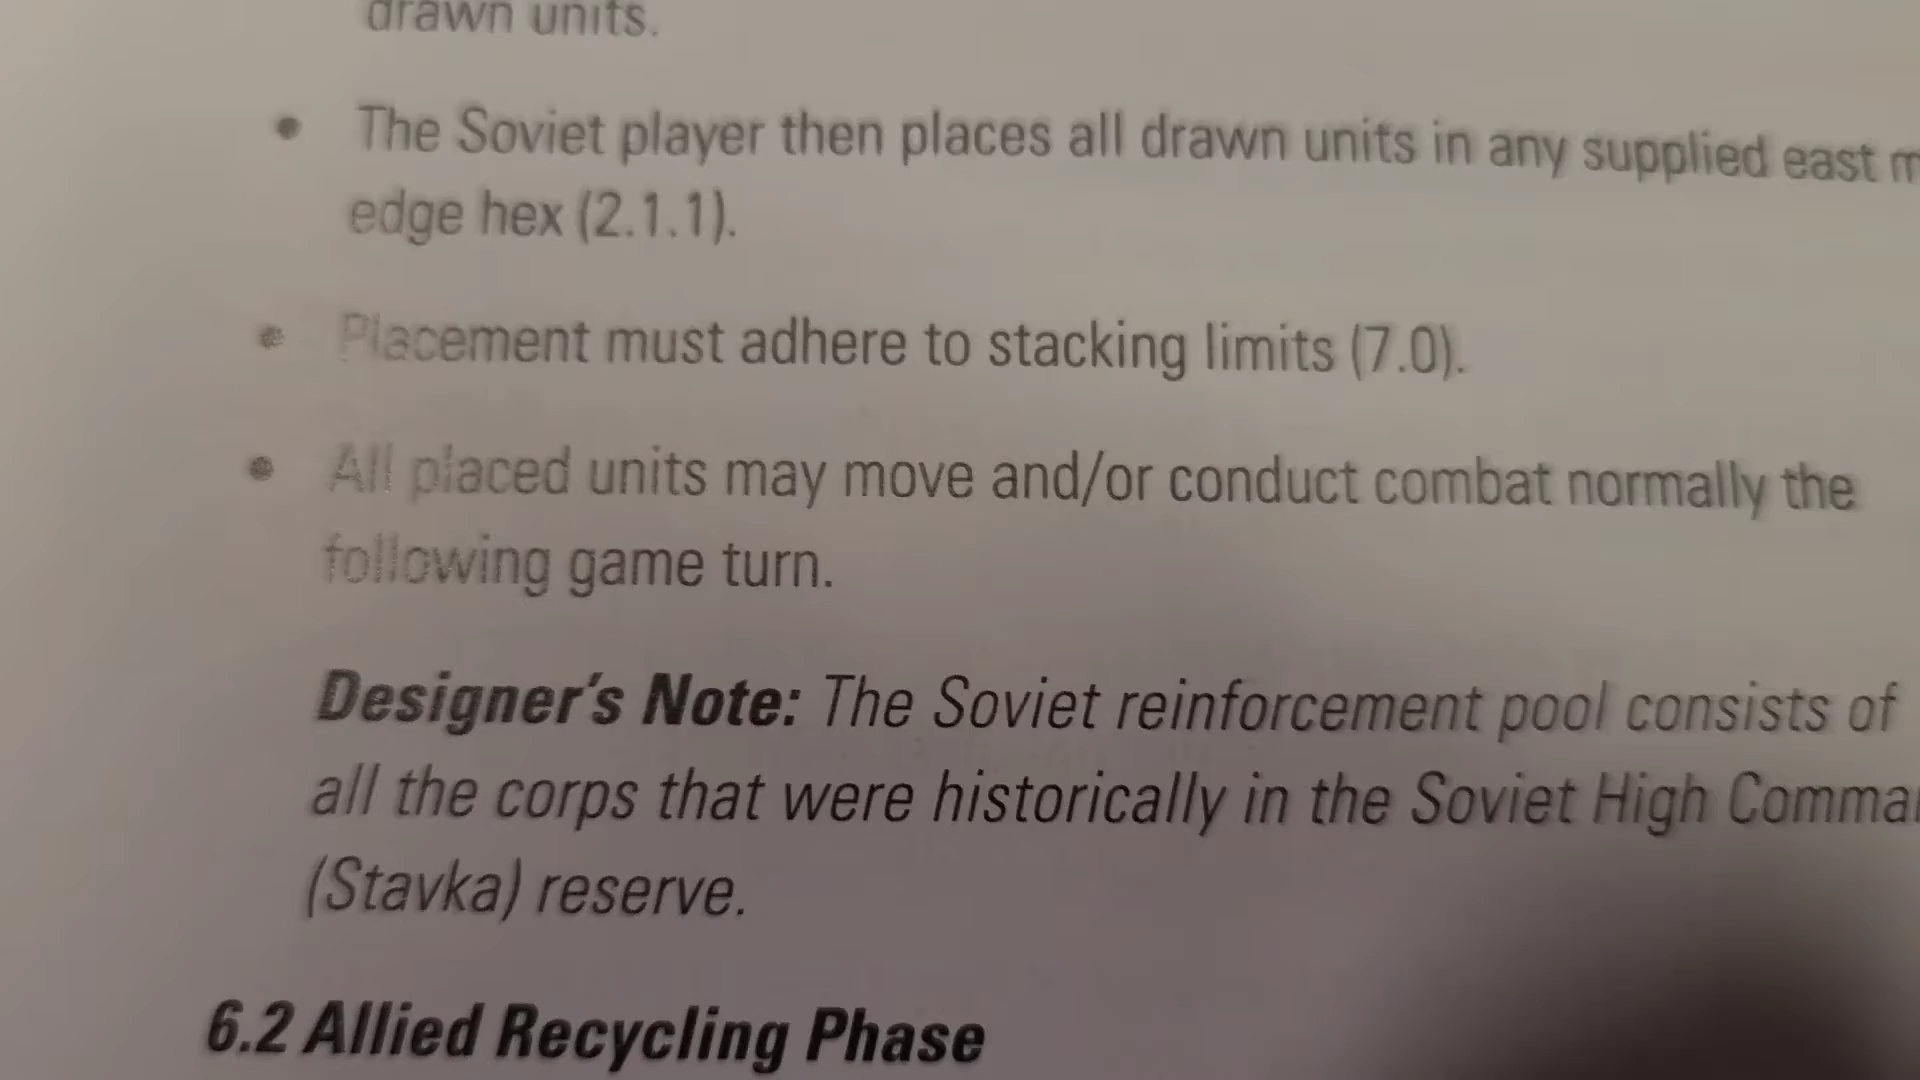 drawn units.
• The Soviet player then places all drawn units in any supplied east
edge hex (2.1.1).
• Placement must adhere to stacking limits (7.0).
• All placed units may move and/or conduct combat normally the
following game turn.
Designer's Note: The Soviet reinforcement pool consists of
all the corps that were historically in the Soviet High
(Stavka) reserve.
6.2 Allied Recycling Phase